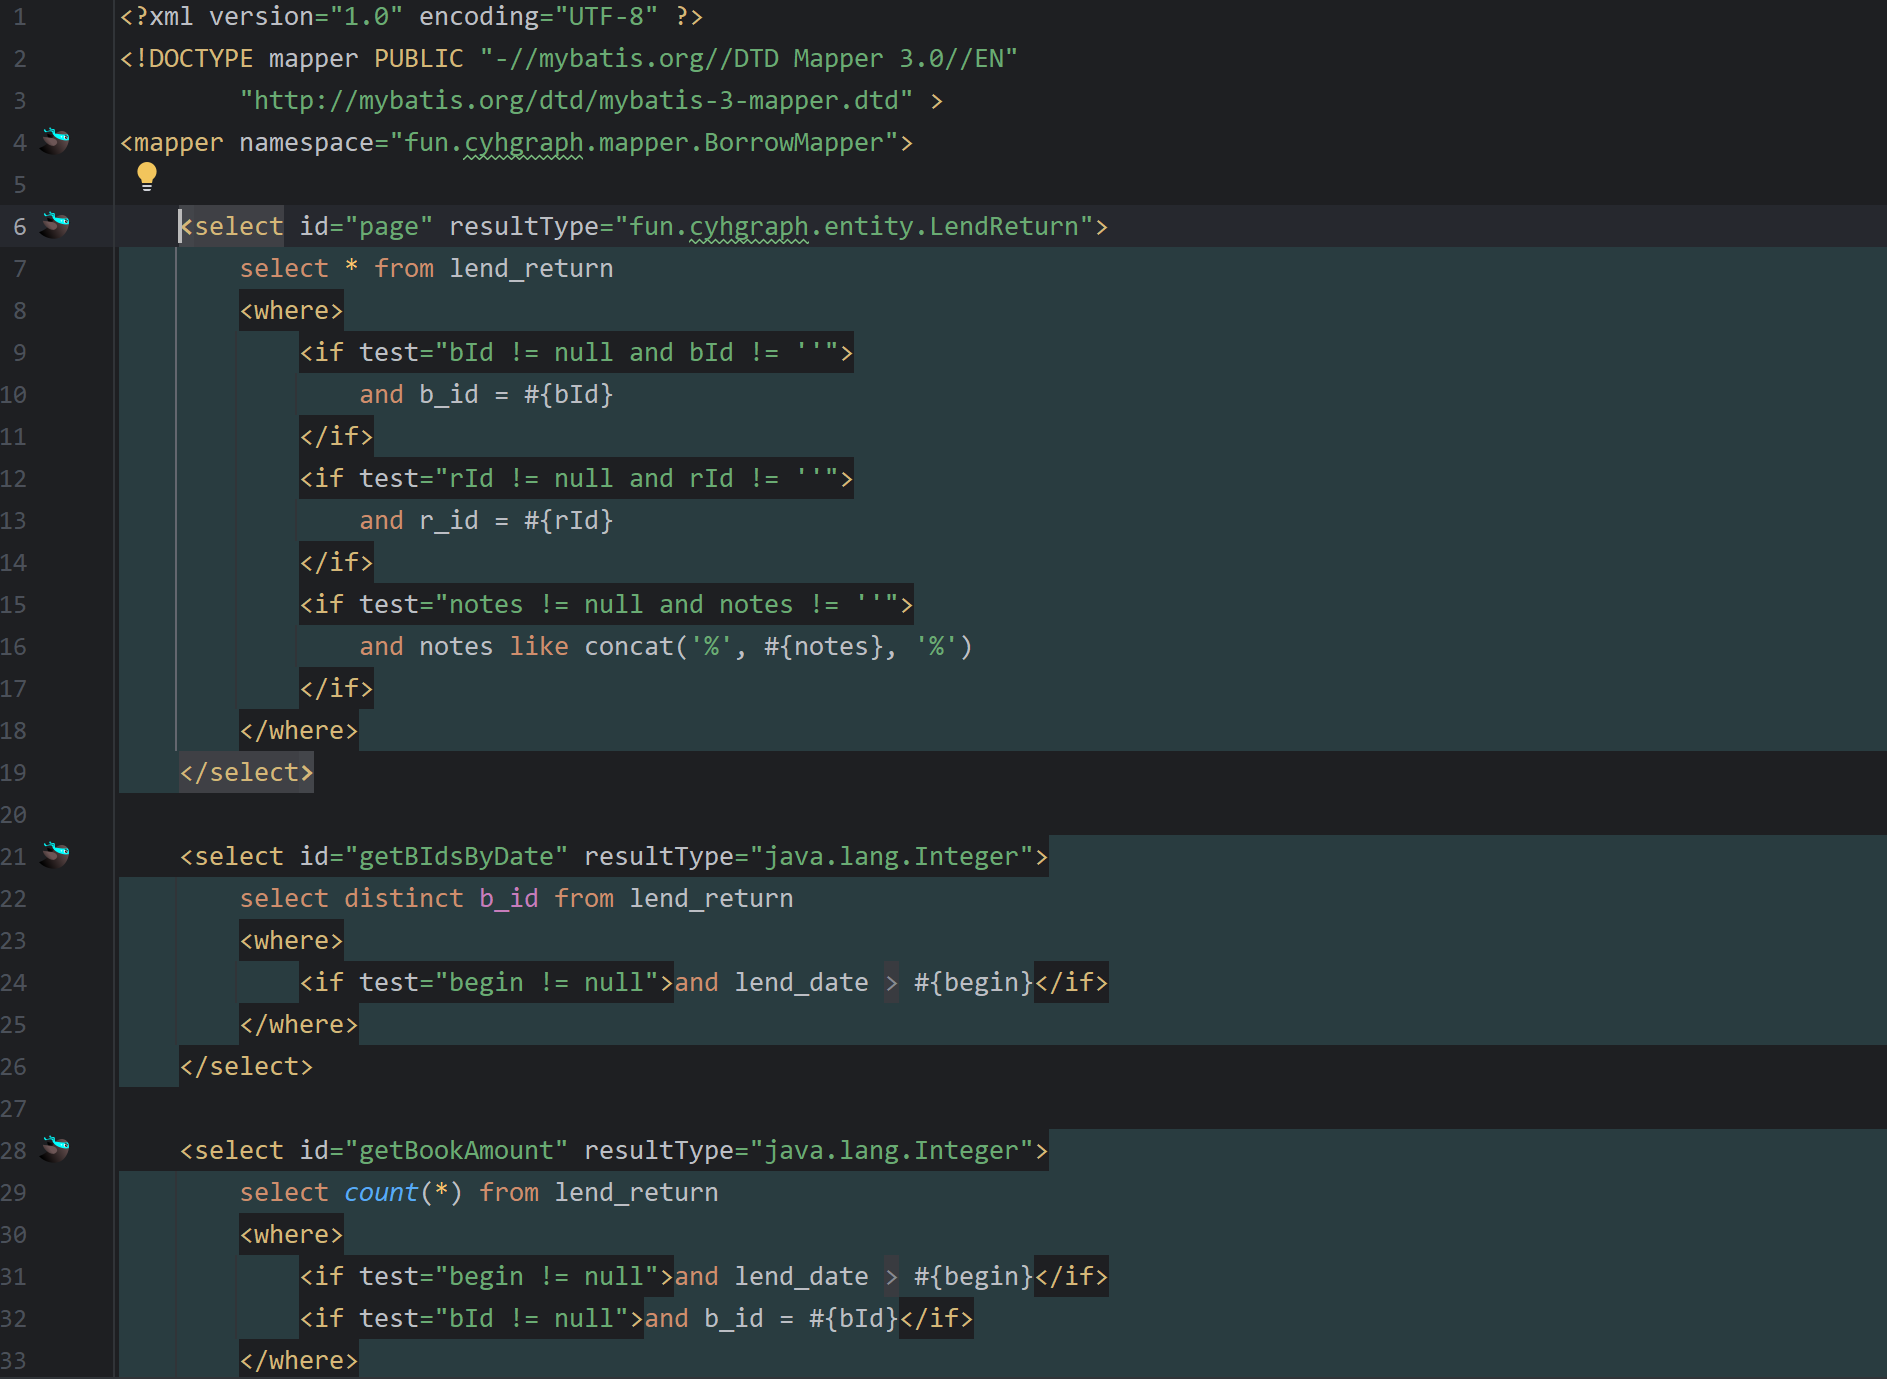 1 <?xml version="1.0" encoding="UTF-8" ?>
2 <!DOCTYPE mapper PUBLIC "-//mybatis.org//DTD Mapper 3.0//EN"
3         "http://mybatis.org/dtd/mybatis-3-mapper.dtd" >
4 <mapper namespace="fun.cyhgraph.mapper.BorrowMapper">
5
6     <select id="page" resultType="fun.cyhgraph.entity.LendReturn">
7         select * from lend_return
8         <where>
9             <if test="bId != null and bId != ''">
10                 and b_id = #{bId}
11             </if>
12             <if test="rId != null and rId != ''">
13                 and r_id = #{rId}
14             </if>
15             <if test="notes != null and notes != ''">
16                 and notes like concat('%', #{notes}, '%')
17             </if>
18         </where>
19     </select>
20
21     <select id="getBIdsByDate" resultType="java.lang.Integer">
22         select distinct b_id from lend_return
23         <where>
24             <if test="begin != null">and lend_date > #{begin}</if>
25         </where>
26     </select>
27
28     <select id="getBookAmount" resultType="java.lang.Integer">
29         select count(*) from lend_return
30         <where>
31             <if test="begin != null">and lend_date > #{begin}</if>
32             <if test="bId != null">and b_id = #{bId}</if>
33         </where>